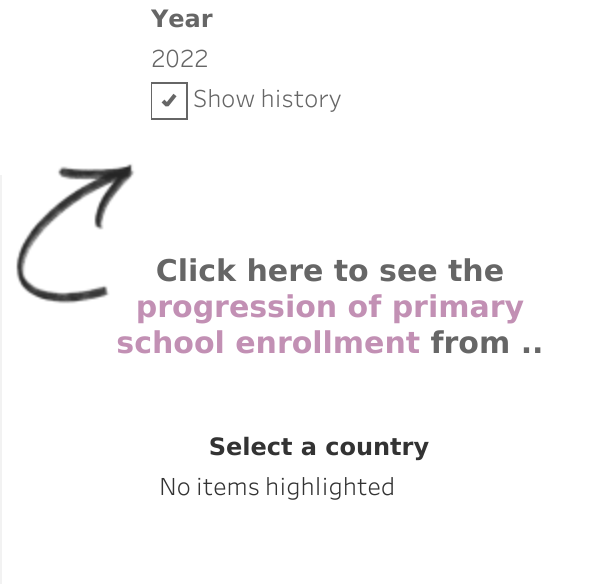 Year
2022
Show history
Click here to see the
progression of primary
school enrollment from ..
Select a country
No items highlighted